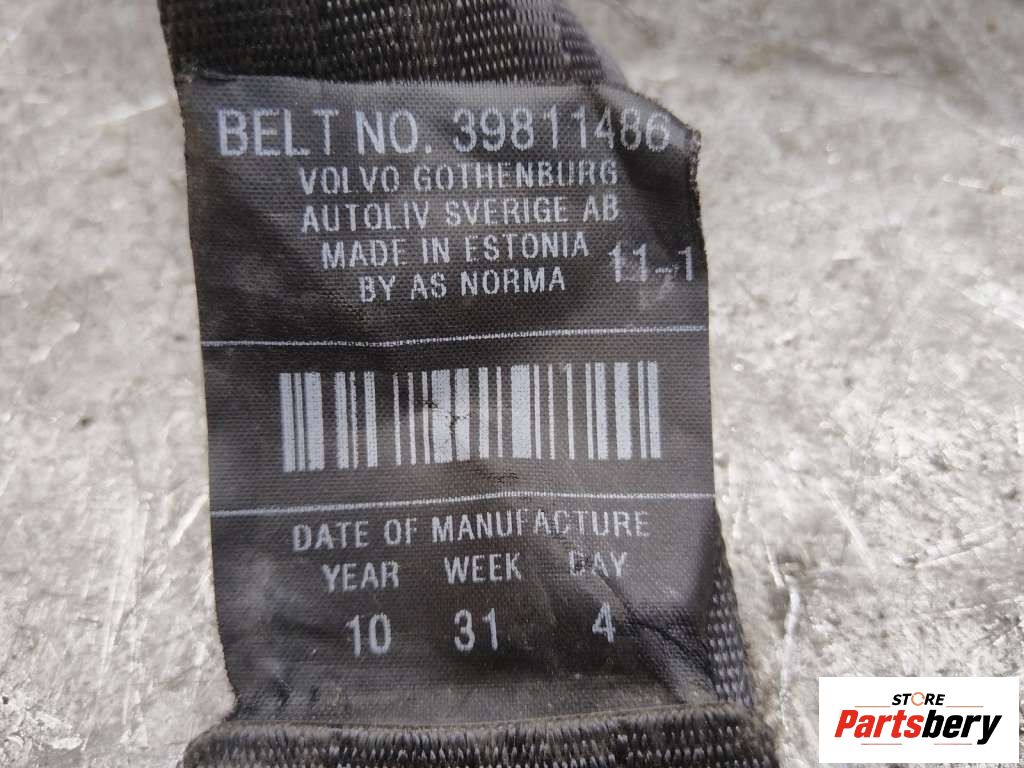 BELT NO. 39811486
VOLVO GOTHENBURG
AUTOLIV SVERIGE AB
MADE IN ESTONIA 11-1
BY AS NORMA
DATE OF MANUFACTURE
YEAR WEEK DAY
10 31 4
STORE
Partsbery